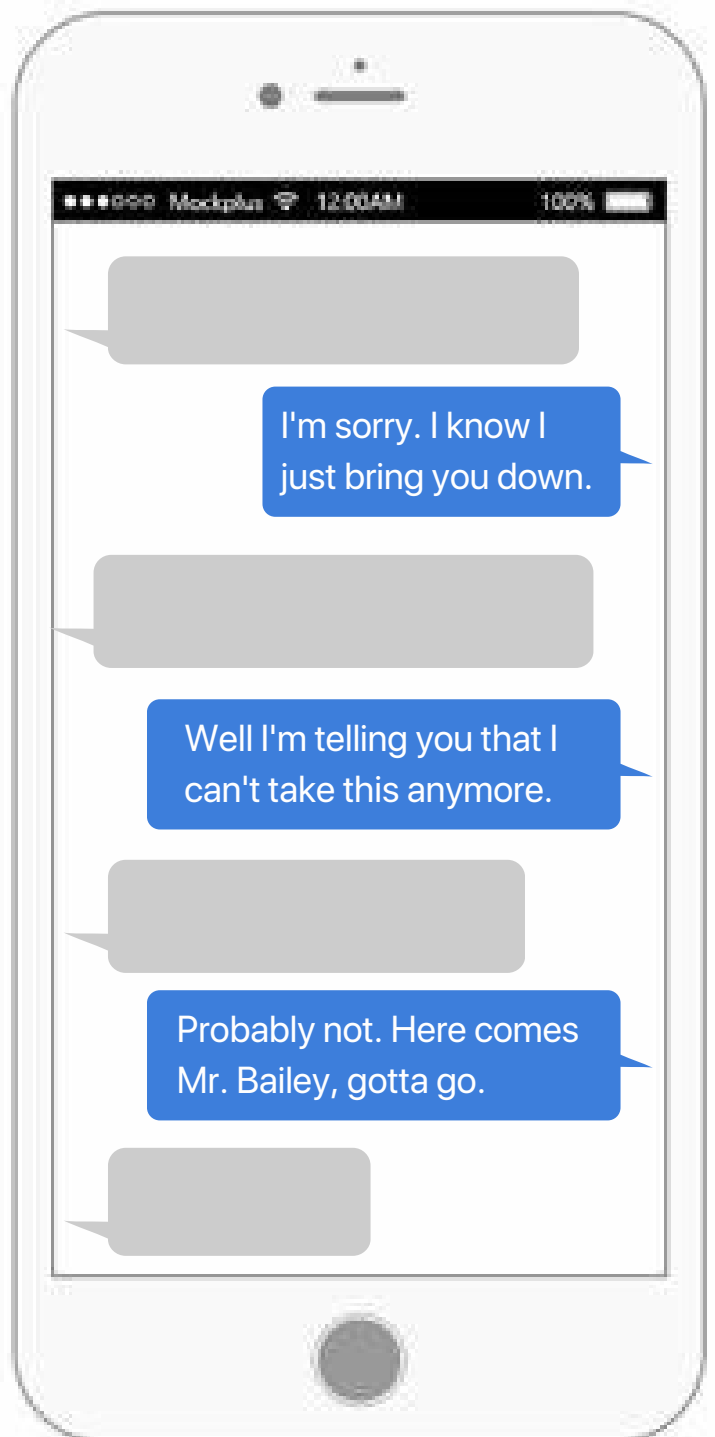 Mockplus 12:00AM 100%
I'm sorry. I know I
just bring you down.
Well I'm telling you that I
can't take this anymore.
Probably not. Here comes
Mr. Bailey, gotta go.